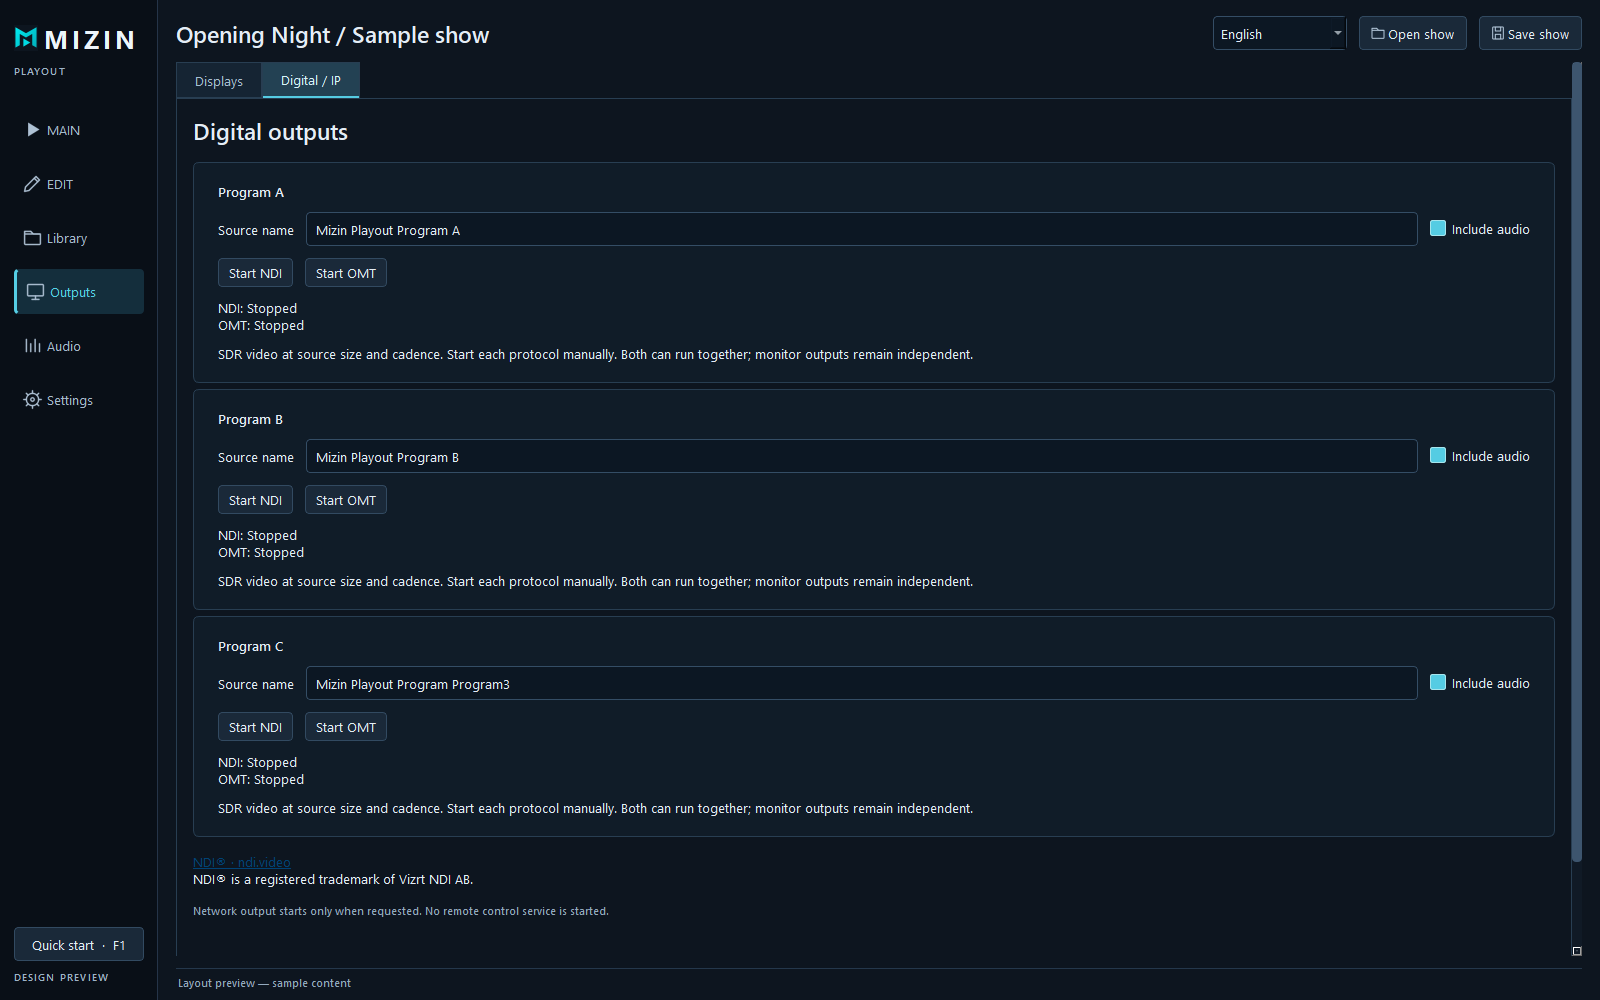 MIZIN
PLAYOUT
MAIN
EDIT
Library
Outputs
Audio
Settings
Quick start · F1
DESIGN PREVIEW
Opening Night / Sample show
English
Open show
Save show
Displays
Digital / IP
Digital outputs
Program A
Source name
Mizin Playout Program A
Include audio
Start NDI
Start OMT
NDI: Stopped
OMT: Stopped
SDR video at source size and cadence. Start each protocol manually. Both can run together; monitor outputs remain independent.
Program B
Source name
Mizin Playout Program B
Include audio
Start NDI
Start OMT
NDI: Stopped
OMT: Stopped
SDR video at source size and cadence. Start each protocol manually. Both can run together; monitor outputs remain independent.
Program C
Source name
Mizin Playout Program Program3
Include audio
Start NDI
Start OMT
NDI: Stopped
OMT: Stopped
SDR video at source size and cadence. Start each protocol manually. Both can run together; monitor outputs remain independent.
NDI® · ndi.video
NDI® is a registered trademark of Vizrt NDI AB.
Network output starts only when requested. No remote control service is started.
Layout preview — sample content